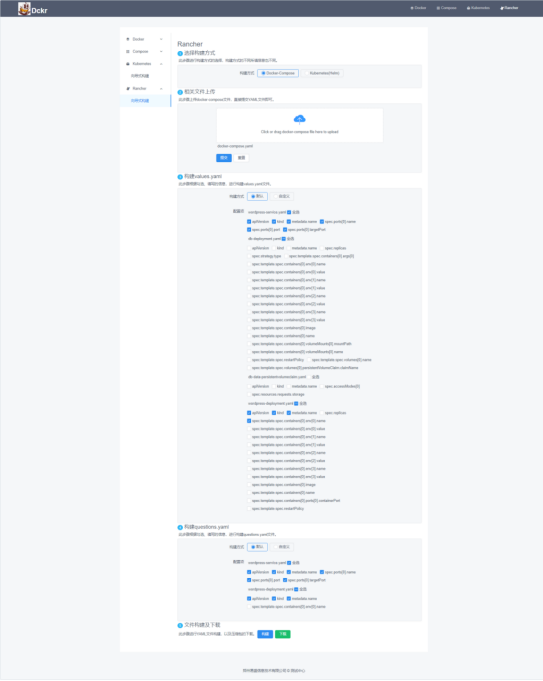 Dckr
Docker
Compose
Kubernetes
Rancher
Docker
Compose
Kubernetes
Rancher
Rancher
1 选择构建方式
构建方式
Docker Compose
Kubernetes(Helm)
2 相关文件上传
Click or drag docker-compose file here to upload
docker-compose.yaml
3 构建values.yaml
构建方式
默认
自定义
配置项
wordpress-service.yaml 全选
apiVersion kind metadata.name spec.ports[0].name
spec.ports[0].port spec.ports[0].targetPort
db-deployment.yaml 全选
apiVersion kind metadata.name spec.replicas
spec.strategy.type spec.template.spec.containers[0].args[0]
spec.template.spec.containers[0].env[0].name
spec.template.spec.containers[0].env[0].value
spec.template.spec.containers[0].env[1].name
spec.template.spec.containers[0].env[1].value
spec.template.spec.containers[0].env[2].name
spec.template.spec.containers[0].env[2].value
spec.template.spec.containers[0].env[3].name
spec.template.spec.containers[0].env[3].value
spec.template.spec.containers[0].image
spec.template.spec.containers[0].name
spec.template.spec.containers[0].volumeMounts[0].mountPath
spec.template.spec.containers[0].volumeMounts[0].name
spec.template.spec.restartPolicy spec.template.spec.volumes[0].name
spec.template.spec.volumes[0].persistentVolumeClaim.claimName
db-data-persistentvolumeclaim.yaml 全选
apiVersion kind metadata.name spec.accessModes[0]
spec.resources.requests.storage
wordpress-deployment.yaml 全选
apiVersion kind metadata.name spec.replicas
spec.template.spec.containers[0].env[0].name
spec.template.spec.containers[0].env[0].value
spec.template.spec.containers[0].env[1].name
spec.template.spec.containers[0].env[1].value
spec.template.spec.containers[0].env[2].name
spec.template.spec.containers[0].env[2].value
spec.template.spec.containers[0].env[3].name
spec.template.spec.containers[0].env[3].value
spec.template.spec.containers[0].image
spec.template.spec.containers[0].name
spec.template.spec.containers[0].ports[0].containerPort
spec.template.spec.restartPolicy
4 构建questions.yaml
构建方式
默认
自定义
配置项
wordpress-service.yaml 全选
apiVersion kind metadata.name spec.ports[0].name
spec.ports[0].port spec.ports[0].targetPort
wordpress-deployment.yaml 全选
apiVersion kind metadata.name
spec.template.spec.containers[0].env[0].name
5 文件构建及下载
构建
下载